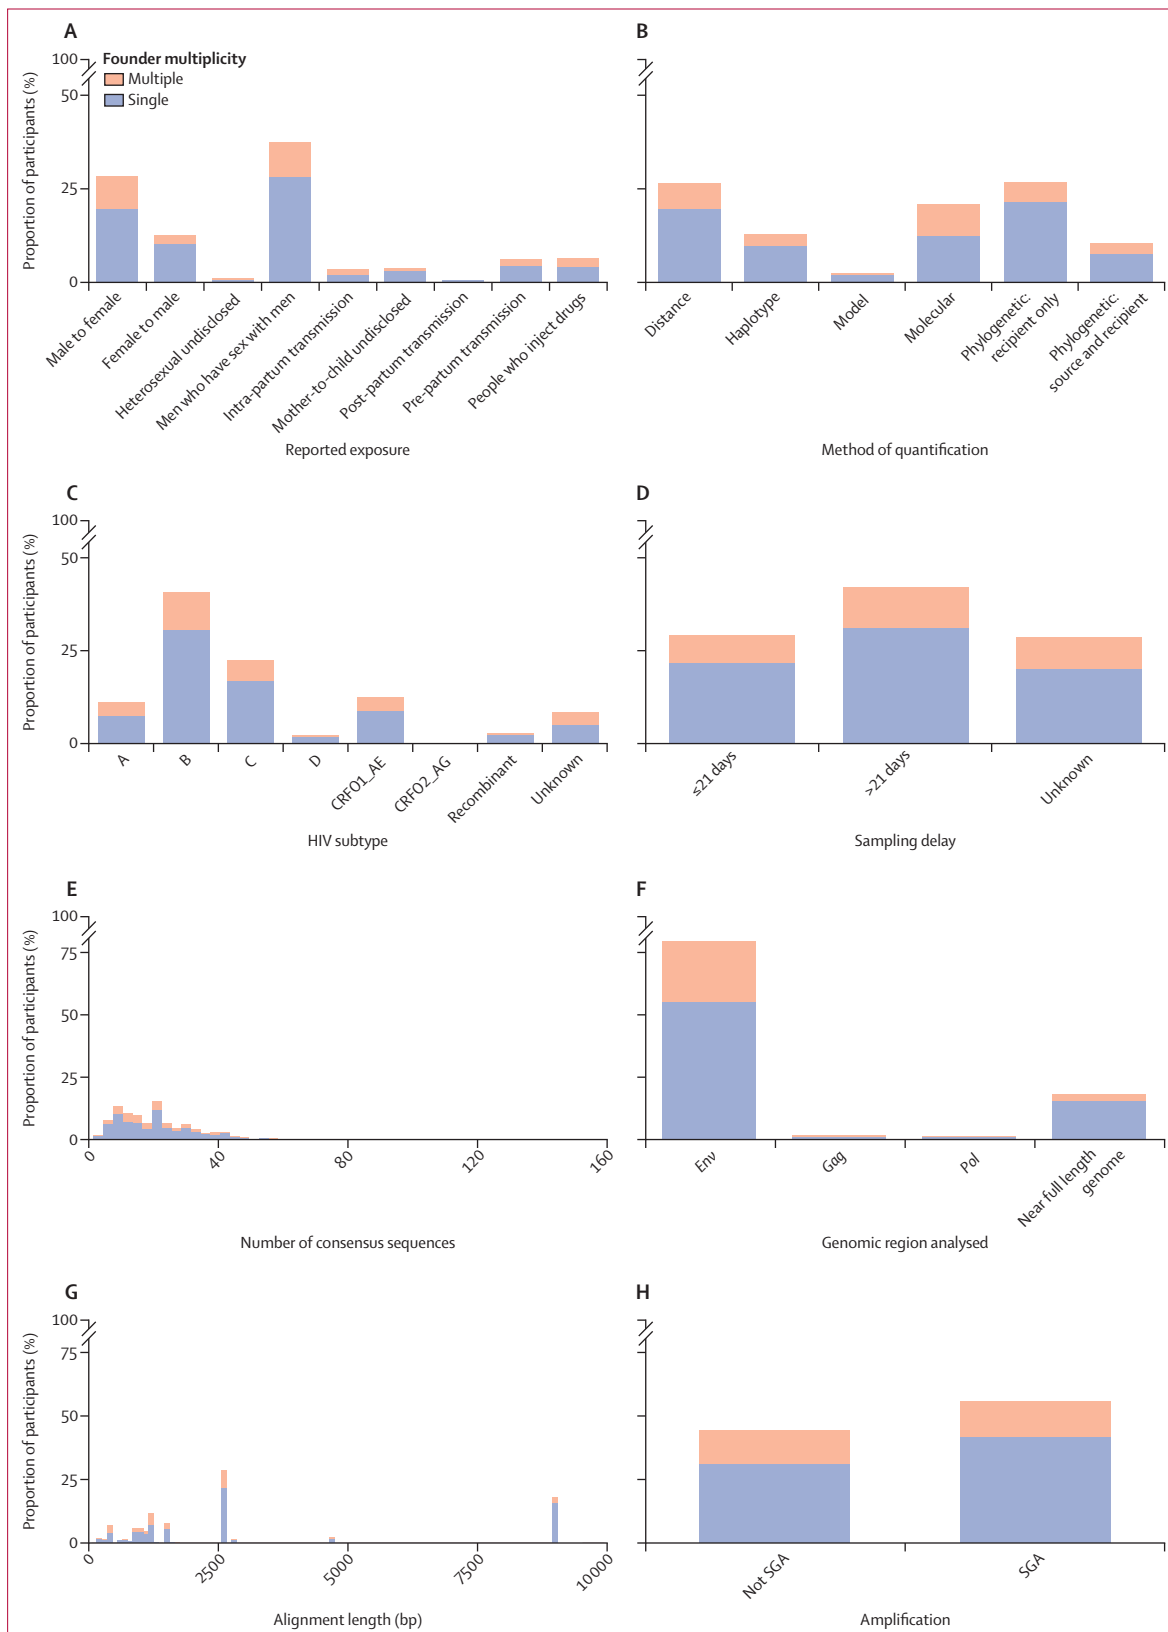 A
Founder multiplicity
Multiple
Single
Proportion of participants (%)
100
50
25
0
Male to female
Female to male
Heterosexual undisclosed
Men who have sex with men
Intra-partum transmission
Mother-to-child undisclosed
Post-partum transmission
Pre-partum transmission
People who inject drugs
Reported exposure
B
Distance
Haplotype
Model
Molecular
Phylogenetic:
recipient only
Phylogenetic:
source and recipient
Method of quantification
C
Proportion of participants (%)
100
50
25
0
A
B
C
D
CRFO1_AE
CRFO2_AG
Recombinant
Unknown
HIV subtype
D
≤21 days
>21 days
Unknown
Sampling delay
E
Proportion of participants (%)
100
75
50
25
0
0
40
80
120
160
Number of consensus sequences
F
Env
Gag
Pol
Near full length
genome
Genomic region analysed
G
Proportion of participants (%)
100
75
50
25
0
0
2500
5000
7500
10000
Alignment length (bp)
H
Not SGA
SGA
Amplification